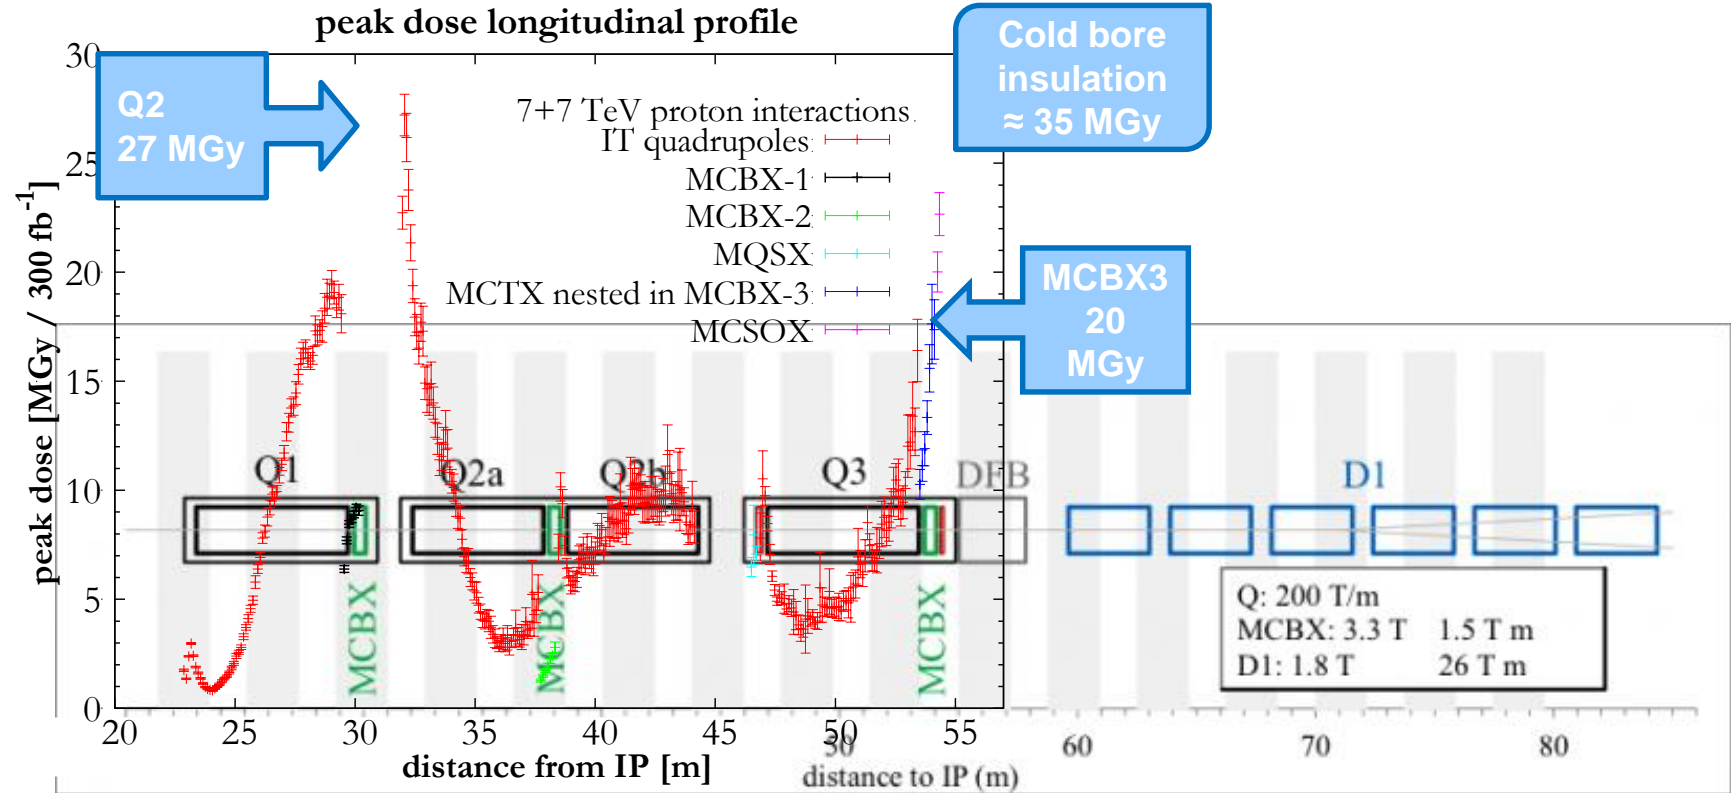 peak dose longitudinal profile
Cold bore
insulation
≈ 35 MGy
Q2
27 MGy
30
25
20
15
10
5
0
peak dose [MGy / 300 fb⁻¹]
7+7 TeV proton interactions
IT quadrupoles
MCBX-1
MCBX-2
MQSX
MCTX nested in MCBX-3
MCSOX
MCBX3
20
MGy
Q1
Q2a
Q2b
Q3
DFB
D1
MCBX
MCBX
MCBX
Q: 200 T/m
MCBX: 3.3 T 1.5 T m
D1: 1.8 T 26 T m
20 25 30 35 40 45 50 55
50 60 70 80
distance from IP [m]
distance to IP (m)